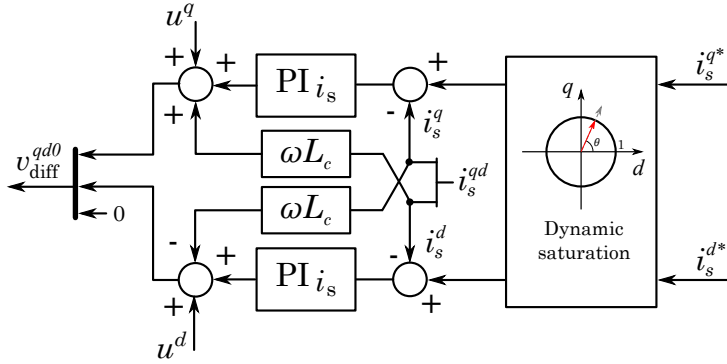 u^q
i_s^{q*}
+ + +
PI i_s
+
+ -
i_s^q
q
θ
1
d
v_diff^{qd0}
ωL_c
i_s^{qd}
ωL_c
0
Dynamic
saturation
i_s^d
i_s^{d*}
- +
PI i_s
-
+ +
u^d